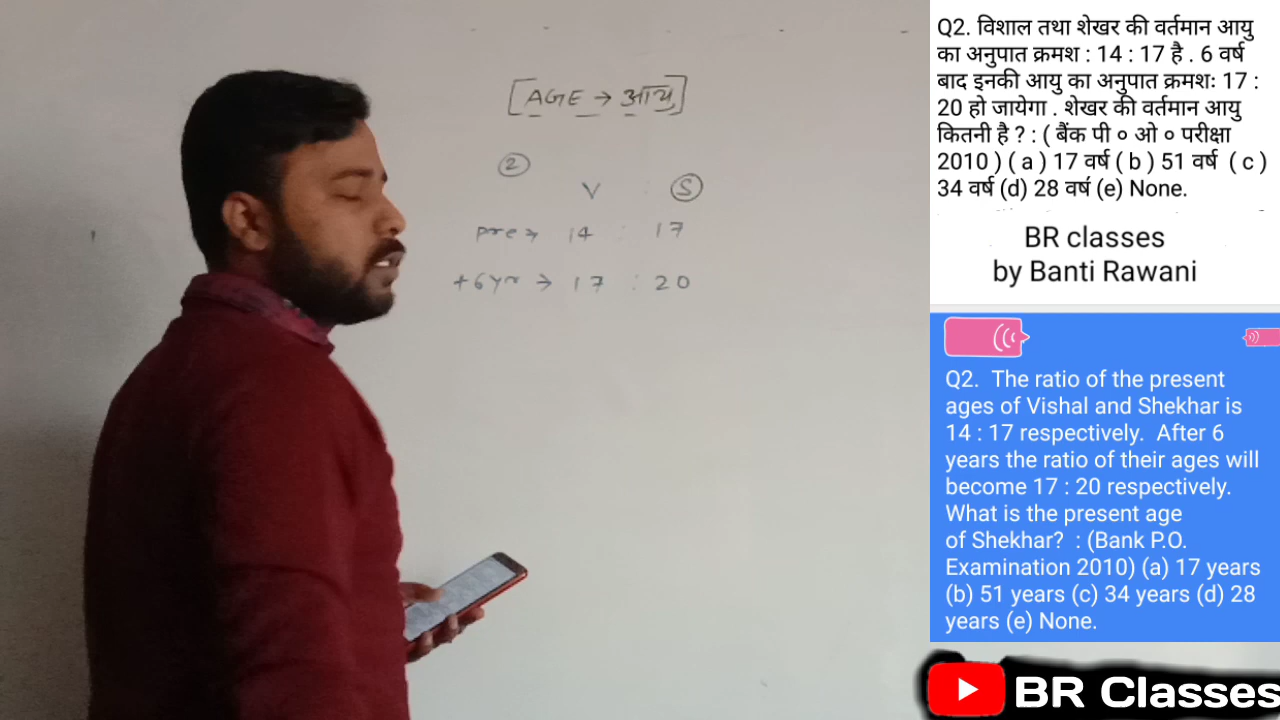 [AGE → आयु]
2
V : S
pre → 14 : 17
+6yr → 17 : 20
Q2. विशाल तथा शेखर की वर्तमान आयु
का अनुपात क्रमश : 14 : 17 है . 6 वर्ष
बाद इनकी आयु का अनुपात क्रमशः 17 :
20 हो जायेगा . शेखर की वर्तमान आयु
कितनी है ? : ( बैंक पी ० ओ ० परीक्षा
2010 ) ( a ) 17 वर्ष ( b ) 51 वर्ष ( c )
34 वर्ष (d) 28 वर्ष (e) None.
BR classes
by Banti Rawani
Q2. The ratio of the present
ages of Vishal and Shekhar is
14 : 17 respectively. After 6
years the ratio of their ages will
become 17 : 20 respectively.
What is the present age
of Shekhar? : (Bank P.O.
Examination 2010) (a) 17 years
(b) 51 years (c) 34 years (d) 28
years (e) None.
BR Classes